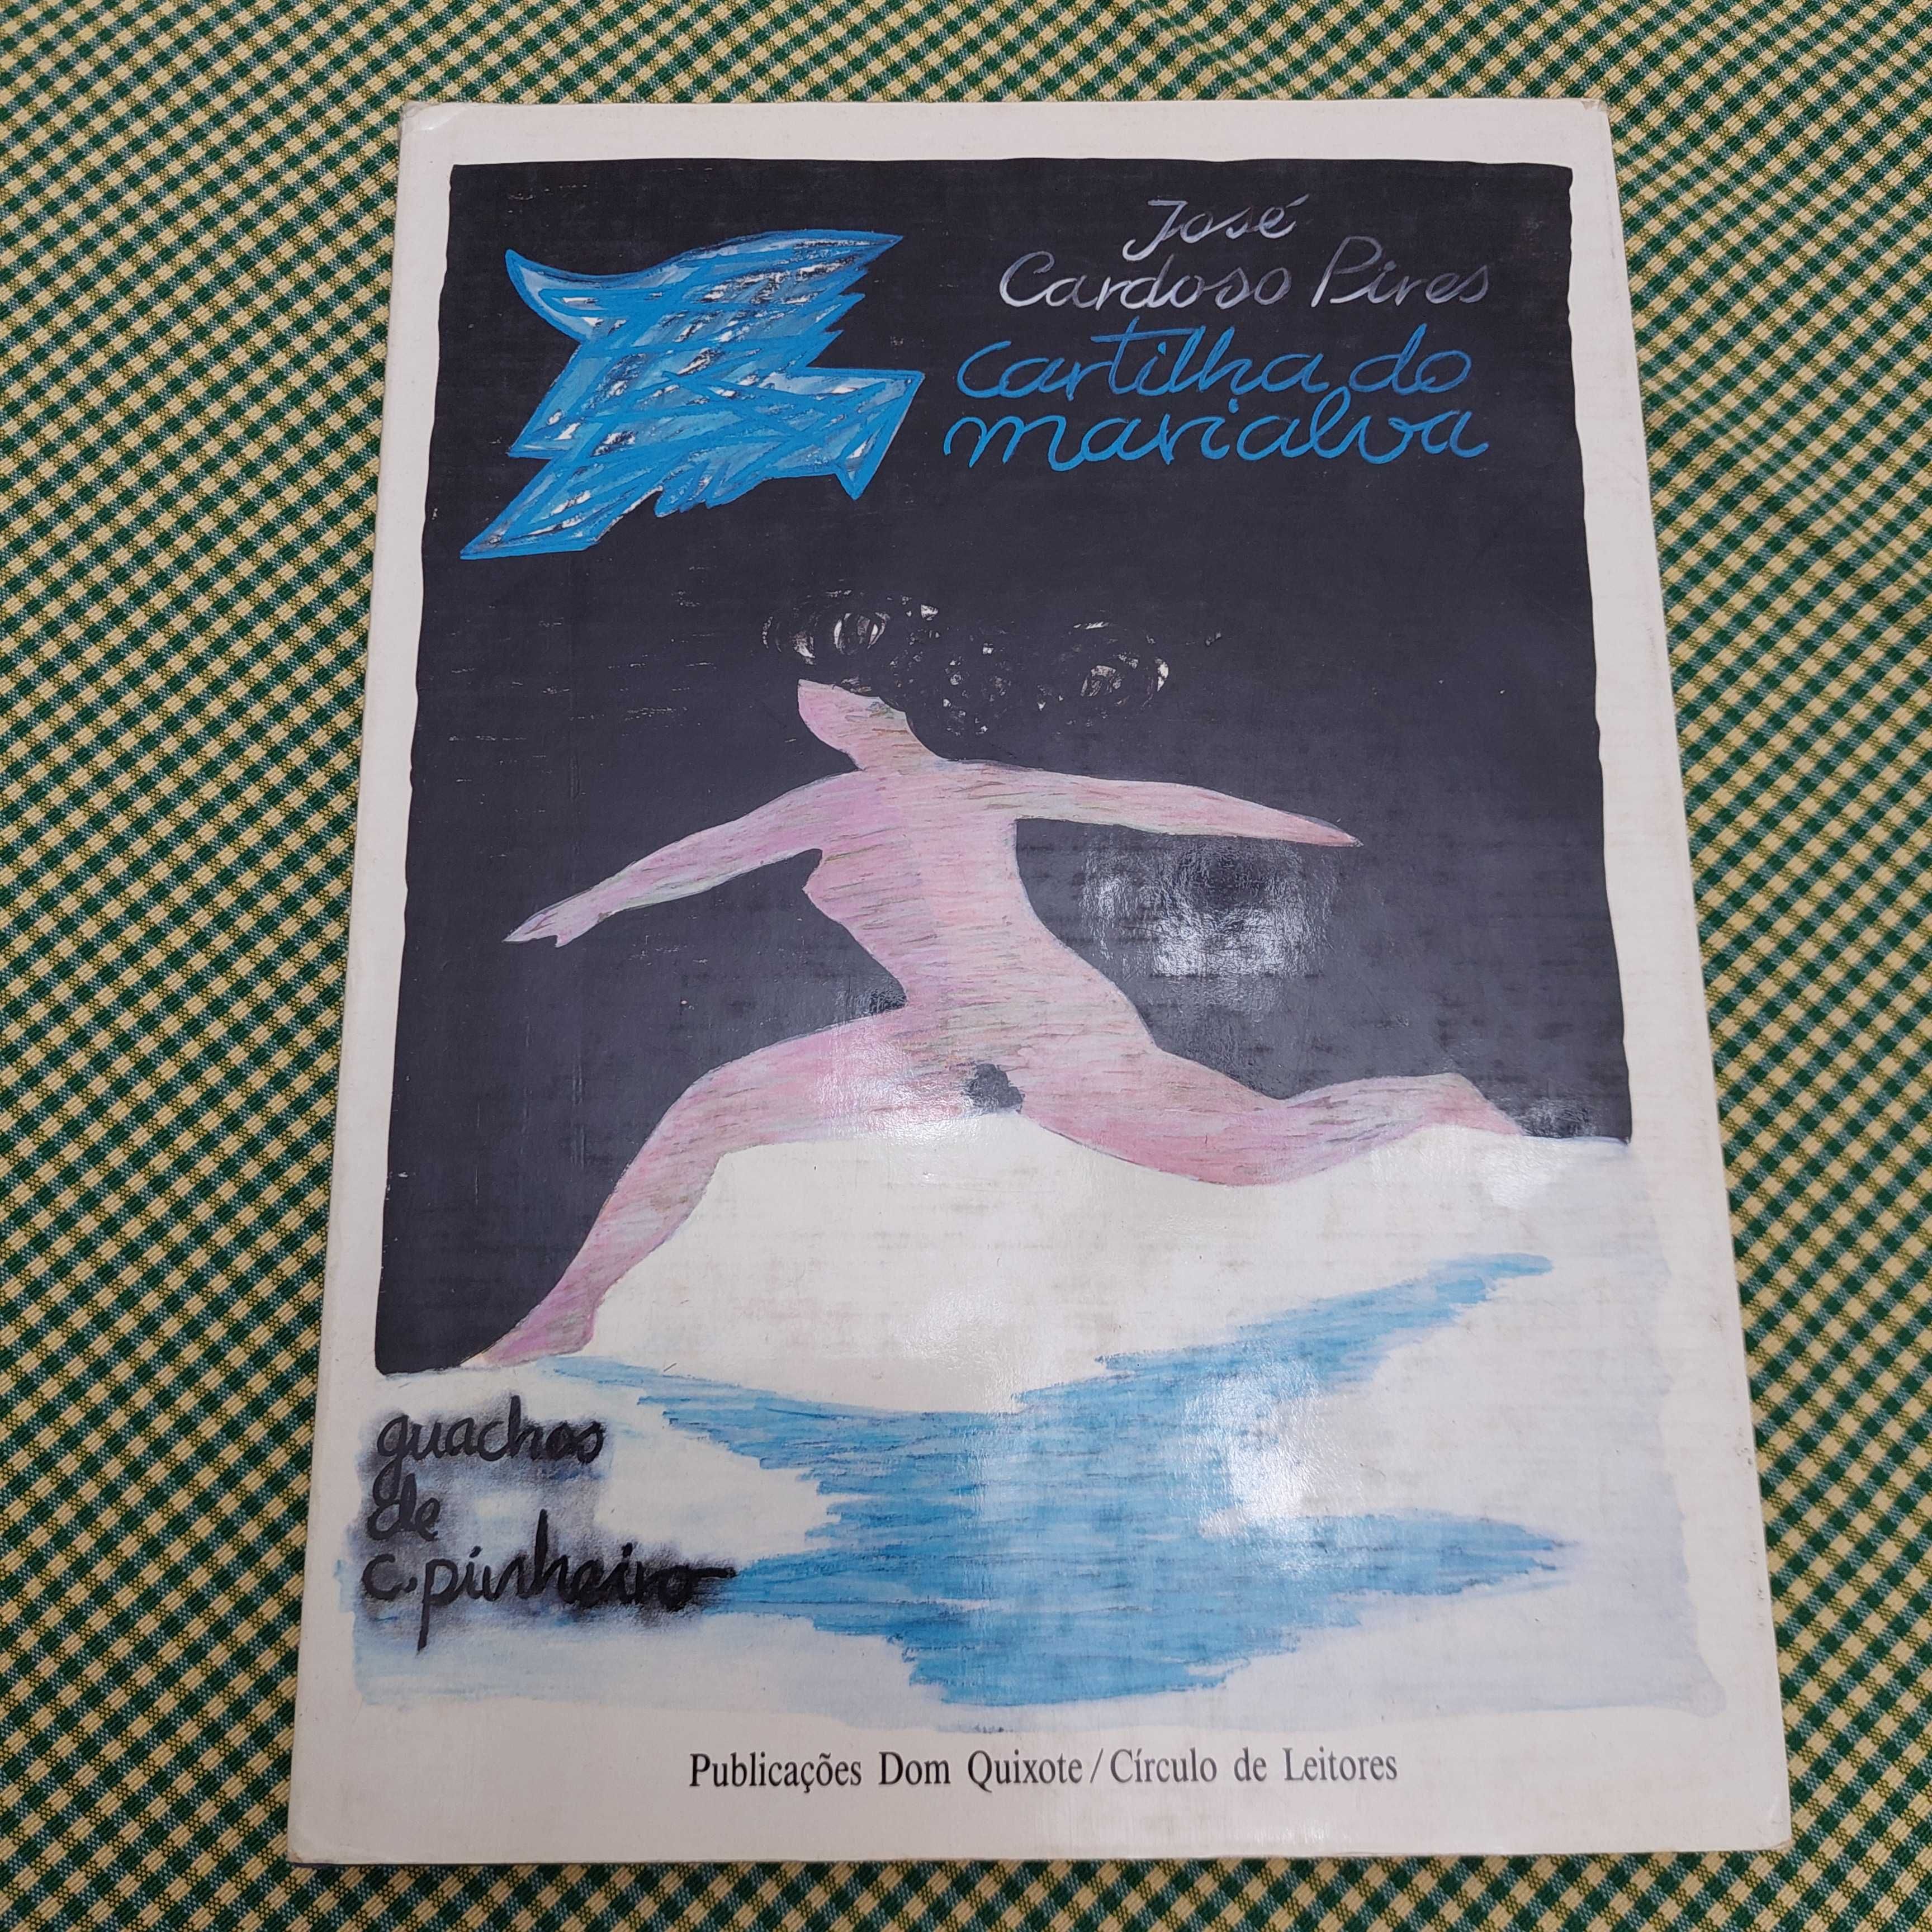 José
Cardoso Pires
cartilha do
marialva
guachos
de
c. pinheiro
Publicações Dom Quixote / Círculo de Leitores